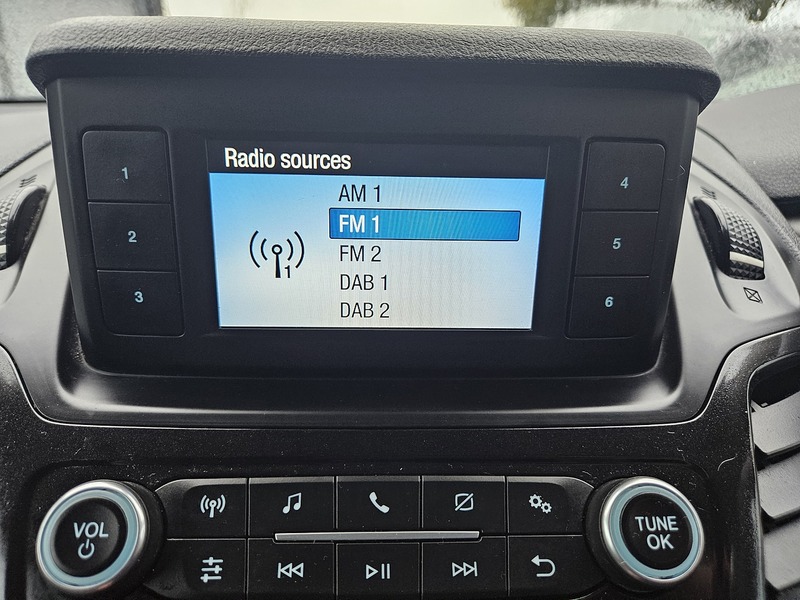 Radio sources
AM 1
FM 1
FM 2
DAB 1
DAB 2
1
1
2
3
4
5
6
VOL
TUNE
OK